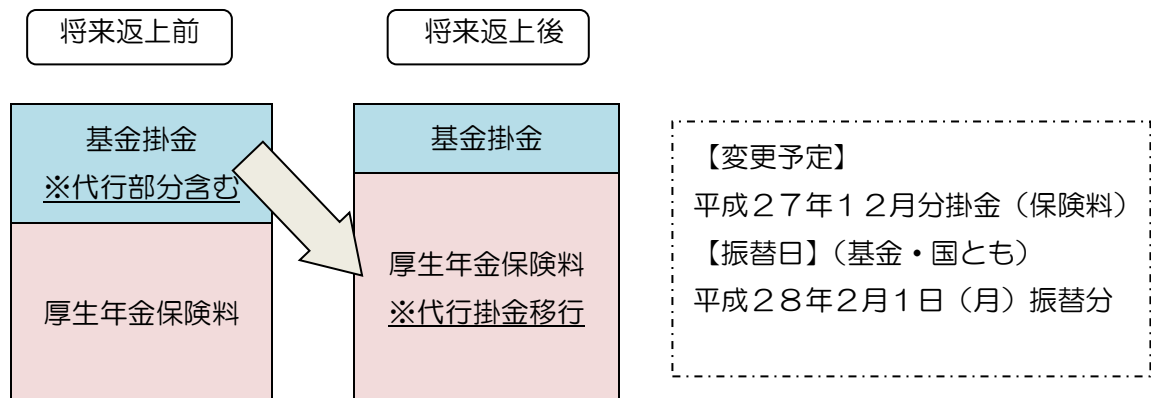 将来返上前
将来返上後
基金掛金
※代行部分含む
厚生年金保険料
基金掛金
厚生年金保険料
※代行掛金移行
【変更予定】
平成27年12月分掛金(保険料)
【振替日】(基金・国とも)
平成28年2月1日(月)振替分